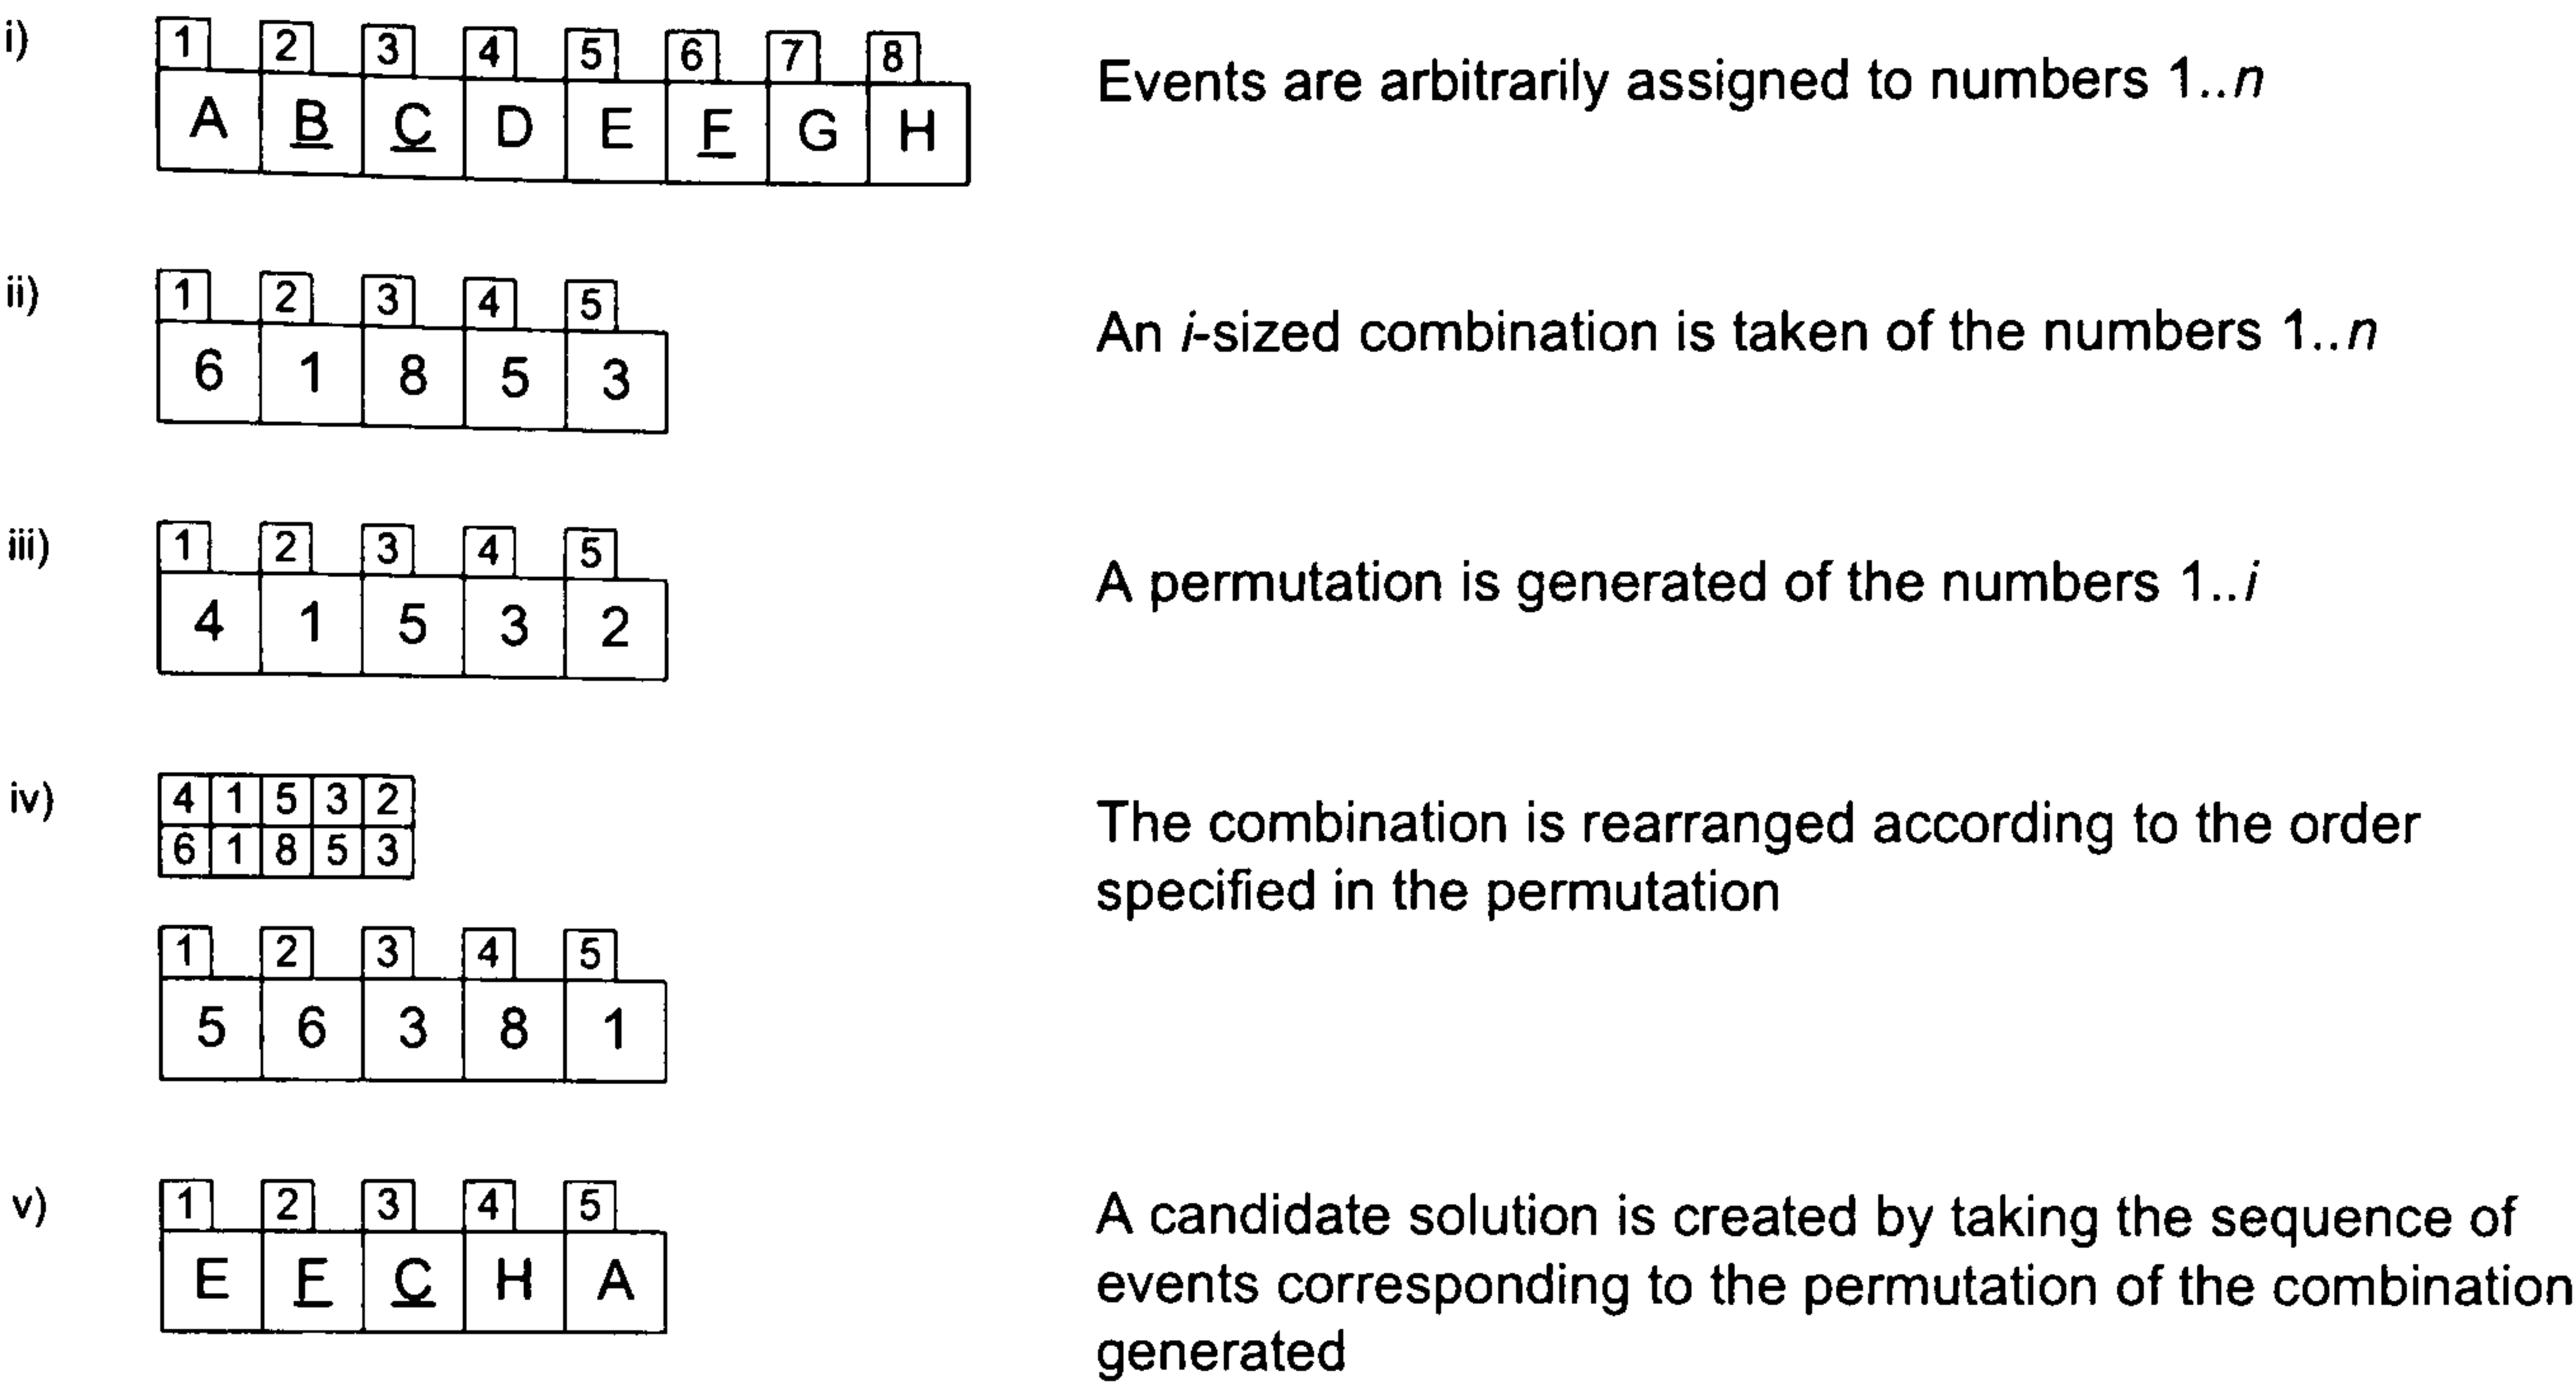 i)
1 2 3 4 5 6 7 8
A B C D E F G H
Events are arbitrarily assigned to numbers 1..n
ii)
1 2 3 4 5
6 1 8 5 3
An i-sized combination is taken of the numbers 1..n
iii)
1 2 3 4 5
4 1 5 3 2
A permutation is generated of the numbers 1..i
iv)
4 1 5 3 2
6 1 8 5 3
The combination is rearranged according to the order
specified in the permutation
1 2 3 4 5
5 6 3 8 1
v)
1 2 3 4 5
E F C H A
A candidate solution is created by taking the sequence of
events corresponding to the permutation of the combination
generated